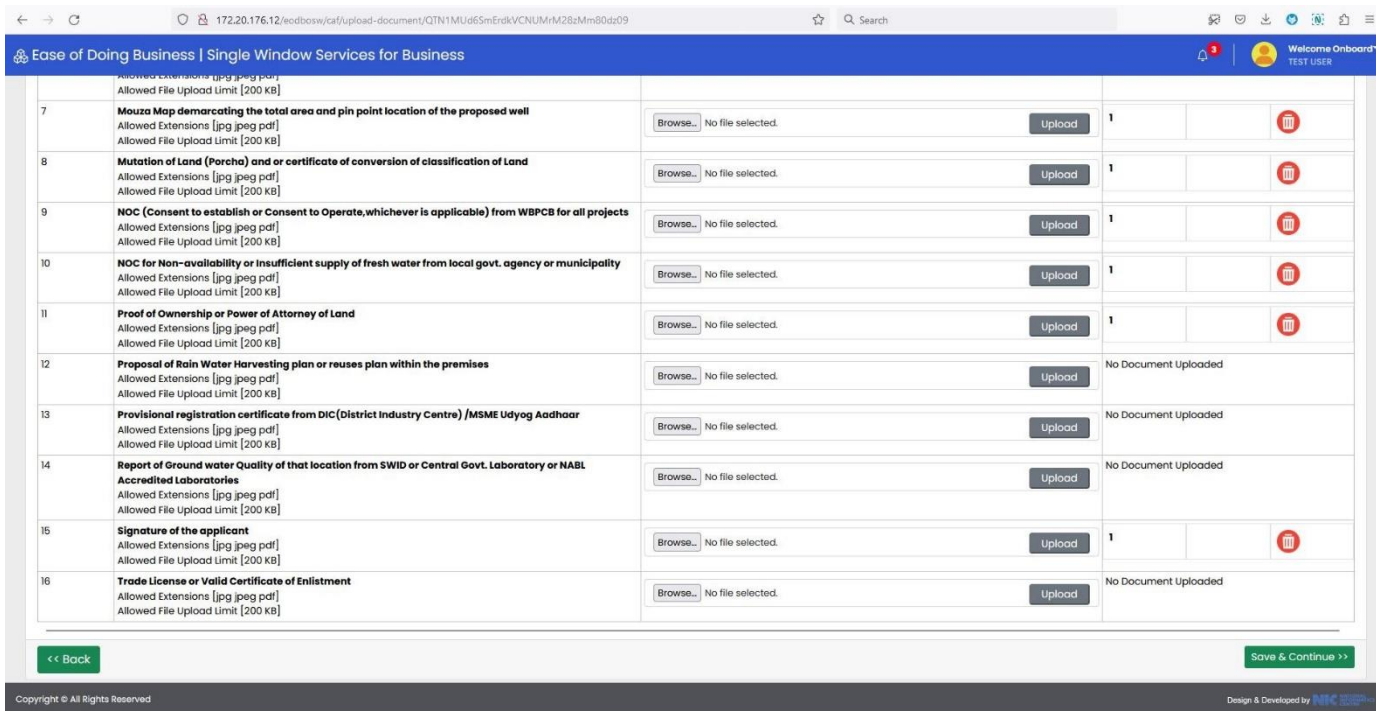 172.20.176.12/eodbosw/caf/upload-document/QTN1MUd6SmErdkVCNUMrM28zMm80dz09
Search
Ease of Doing Business | Single Window Services for Business
3
Welcome Onboard
TEST USER
Allowed Extensions [jpg jpeg pdf]
Allowed File Upload Limit [200 KB]
7 Mouza Map demarcating the total area and pin point location of the proposed well
Allowed Extensions [jpg jpeg pdf]
Allowed File Upload Limit [200 KB]
Browse... No file selected. Upload 1
8 Mutation of Land (Porcha) and or certificate of conversion of classification of Land
Allowed Extensions [jpg jpeg pdf]
Allowed File Upload Limit [200 KB]
Browse... No file selected. Upload 1
9 NOC (Consent to establish or Consent to Operate,whichever is applicable) from WBPCB for all projects
Allowed Extensions [jpg jpeg pdf]
Allowed File Upload Limit [200 KB]
Browse... No file selected. Upload 1
10 NOC for Non-availability or Insufficient supply of fresh water from local govt. agency or municipality
Allowed Extensions [jpg jpeg pdf]
Allowed File Upload Limit [200 KB]
Browse... No file selected. Upload 1
11 Proof of Ownership or Power of Attorney of Land
Allowed Extensions [jpg jpeg pdf]
Allowed File Upload Limit [200 KB]
Browse... No file selected. Upload 1
12 Proposal of Rain Water Harvesting plan or reuses plan within the premises
Allowed Extensions [jpg jpeg pdf]
Allowed File Upload Limit [200 KB]
Browse... No file selected. Upload No Document Uploaded
13 Provisional registration certificate from DIC(District Industry Centre) /MSME Udyog Aadhaar
Allowed Extensions [jpg jpeg pdf]
Allowed File Upload Limit [200 KB]
Browse... No file selected. Upload No Document Uploaded
14 Report of Ground water Quality of that location from SWID or Central Govt. Laboratory or NABL
Accredited Laboratories
Allowed Extensions [jpg jpeg pdf]
Allowed File Upload Limit [200 KB]
Browse... No file selected. Upload No Document Uploaded
15 Signature of the applicant
Allowed Extensions [jpg jpeg pdf]
Allowed File Upload Limit [200 KB]
Browse... No file selected. Upload 1
16 Trade License or Valid Certificate of Enlistment
Allowed Extensions [jpg jpeg pdf]
Allowed File Upload Limit [200 KB]
Browse... No file selected. Upload No Document Uploaded
<< Back
Save & Continue >>
Copyright © All Rights Reserved
Design & Developed by NIC